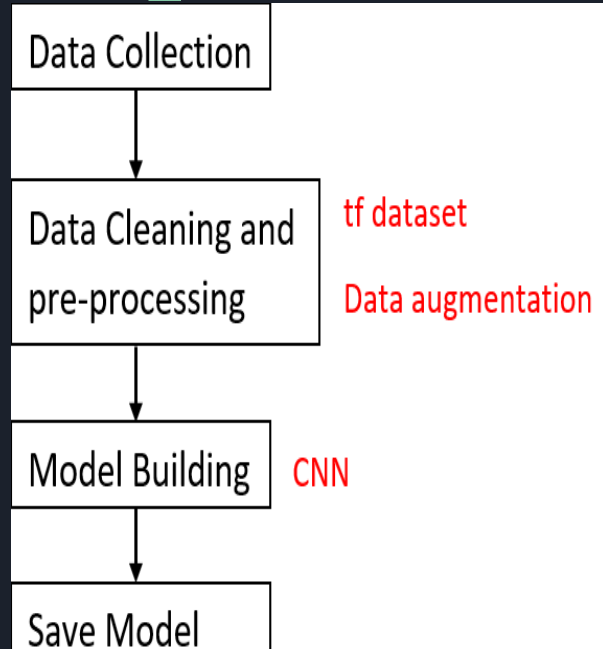 Data Collection
Data Cleaning and
pre-processing
tf dataset
Data augmentation
Model Building
CNN
Save Model